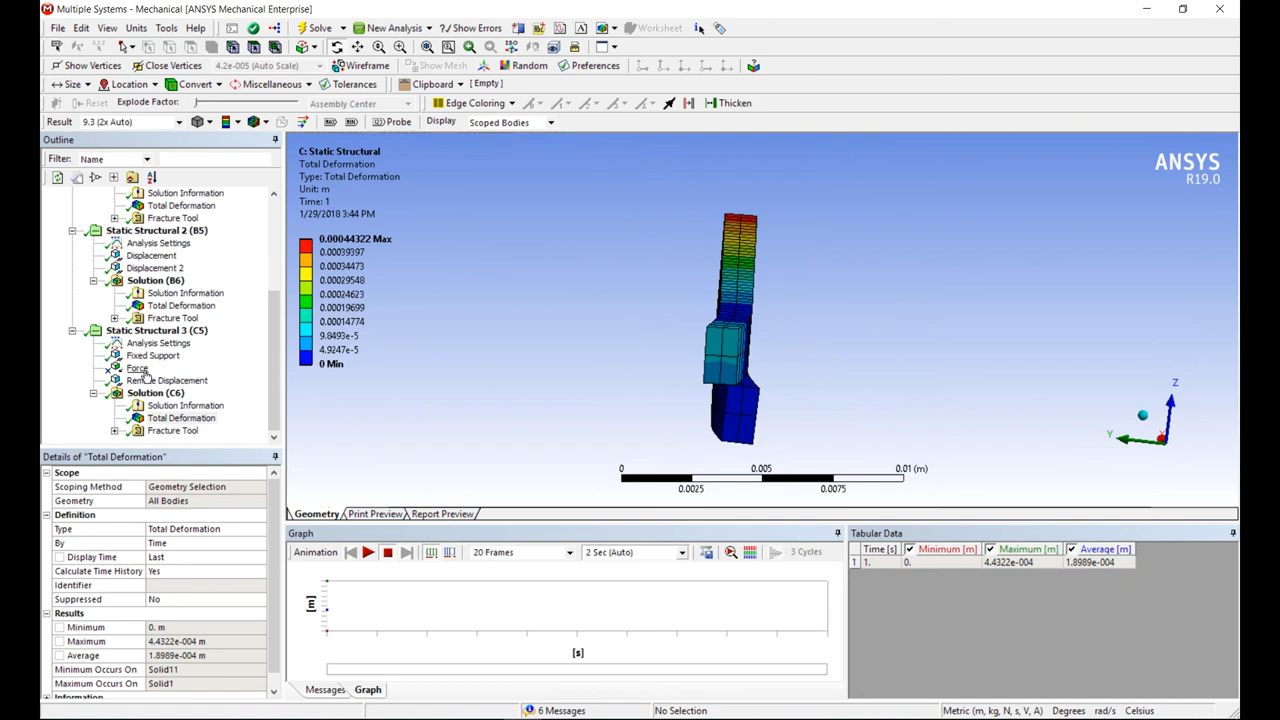 Multiple Systems - Mechanical [ANSYS Mechanical Enterprise]
File Edit View Units Tools Help Solve New Analysis ? Show Errors Worksheet
Show Vertices Close Vertices 4.2e-005 (Auto Scale) Wireframe Show Mesh Random Preferences
Size Location Convert Miscellaneous Tolerances Clipboard [ Empty ]
Reset Explode Factor: Assembly Center
Edge Coloring Thicken
Result 9.3 (2x Auto) Probe Display Scoped Bodies
Outline
Filter: Name
Solution Information
Total Deformation
Fracture Tool
Static Structural 2 (B5)
Analysis Settings
Displacement
Displacement 2
Solution (B6)
Solution Information
Total Deformation
Fracture Tool
Static Structural 3 (C5)
Analysis Settings
Fixed Support
Force
Remote Displacement
Solution (C6)
Solution Information
Total Deformation
Fracture Tool
Details of "Total Deformation"
Scope
Scoping Method Geometry Selection
Geometry All Bodies
Definition
Type Total Deformation
By Time
Display Time Last
Calculate Time History Yes
Identifier
Suppressed No
Results
Minimum 0. m
Maximum 4.4322e-004 m
Average 1.8989e-004 m
Minimum Occurs On Solid11
Maximum Occurs On Solid1
Information
C: Static Structural
Total Deformation
Type: Total Deformation
Unit: m
Time: 1
1/29/2018 3:44 PM
0.00044322 Max
0.00039397
0.00034473
0.00029548
0.00024623
0.00019699
0.00014774
9.8493e-5
4.9247e-5
0 Min
ANSYS
R19.0
Z
Y
X
0 0.005 0.01 (m)
0.0025 0.0075
Geometry Print Preview Report Preview
Graph
Animation 20 Frames 2 Sec (Auto) 3 Cycles
[m]
[s]
Messages Graph
Tabular Data
Time [s] Minimum [m] Maximum [m] Average [m]
1 1. 0. 4.4322e-004 1.8989e-004
6 Messages No Selection Metric (m, kg, N, s, V, A) Degrees rad/s Celsius